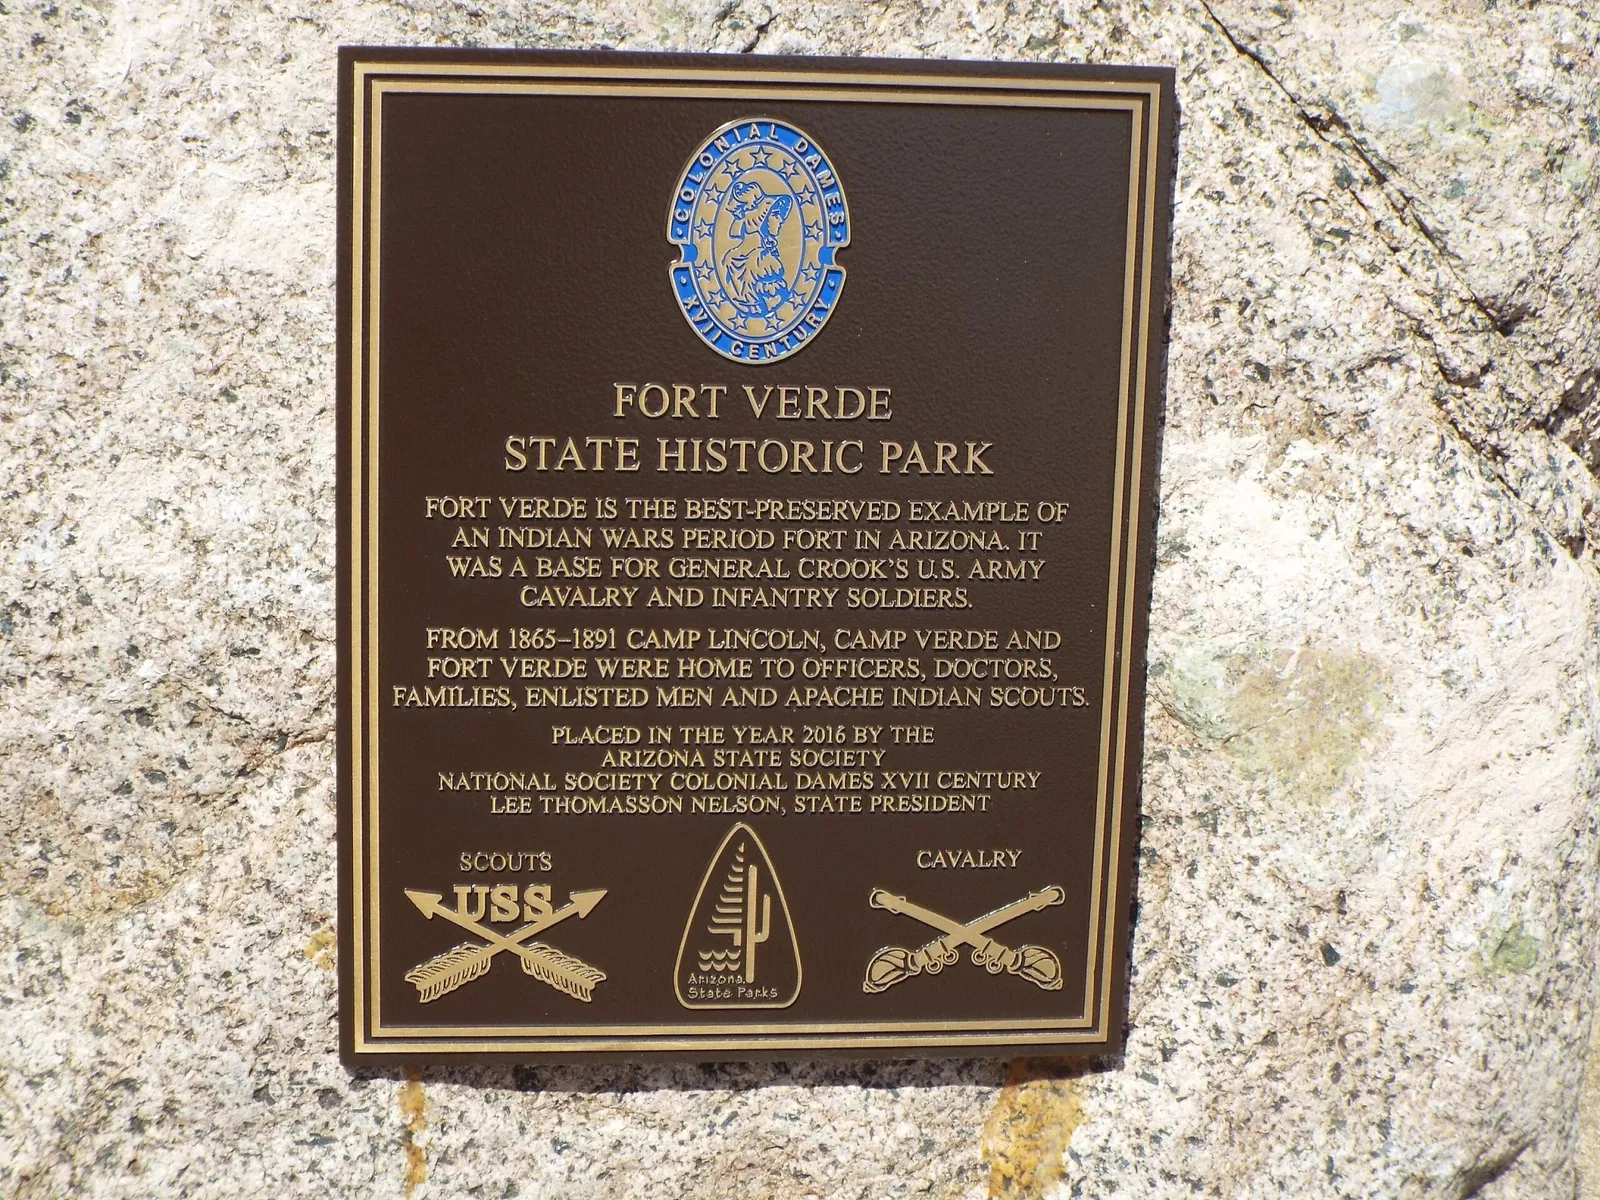 COLONIAL DAMES
XVII CENTURY
FORT VERDE
STATE HISTORIC PARK
FORT VERDE IS THE BEST-PRESERVED EXAMPLE OF
AN INDIAN WARS PERIOD FORT IN ARIZONA. IT
WAS A BASE FOR GENERAL CROOK'S U.S. ARMY
CAVALRY AND INFANTRY SOLDIERS.
FROM 1865–1891 CAMP LINCOLN, CAMP VERDE AND
FORT VERDE WERE HOME TO OFFICERS, DOCTORS,
FAMILIES, ENLISTED MEN AND APACHE INDIAN SCOUTS.
PLACED IN THE YEAR 2016 BY THE
ARIZONA STATE SOCIETY
NATIONAL SOCIETY COLONIAL DAMES XVII CENTURY
LEE THOMASSON NELSON, STATE PRESIDENT
SCOUTS
USS
Arizona
State Parks
CAVALRY